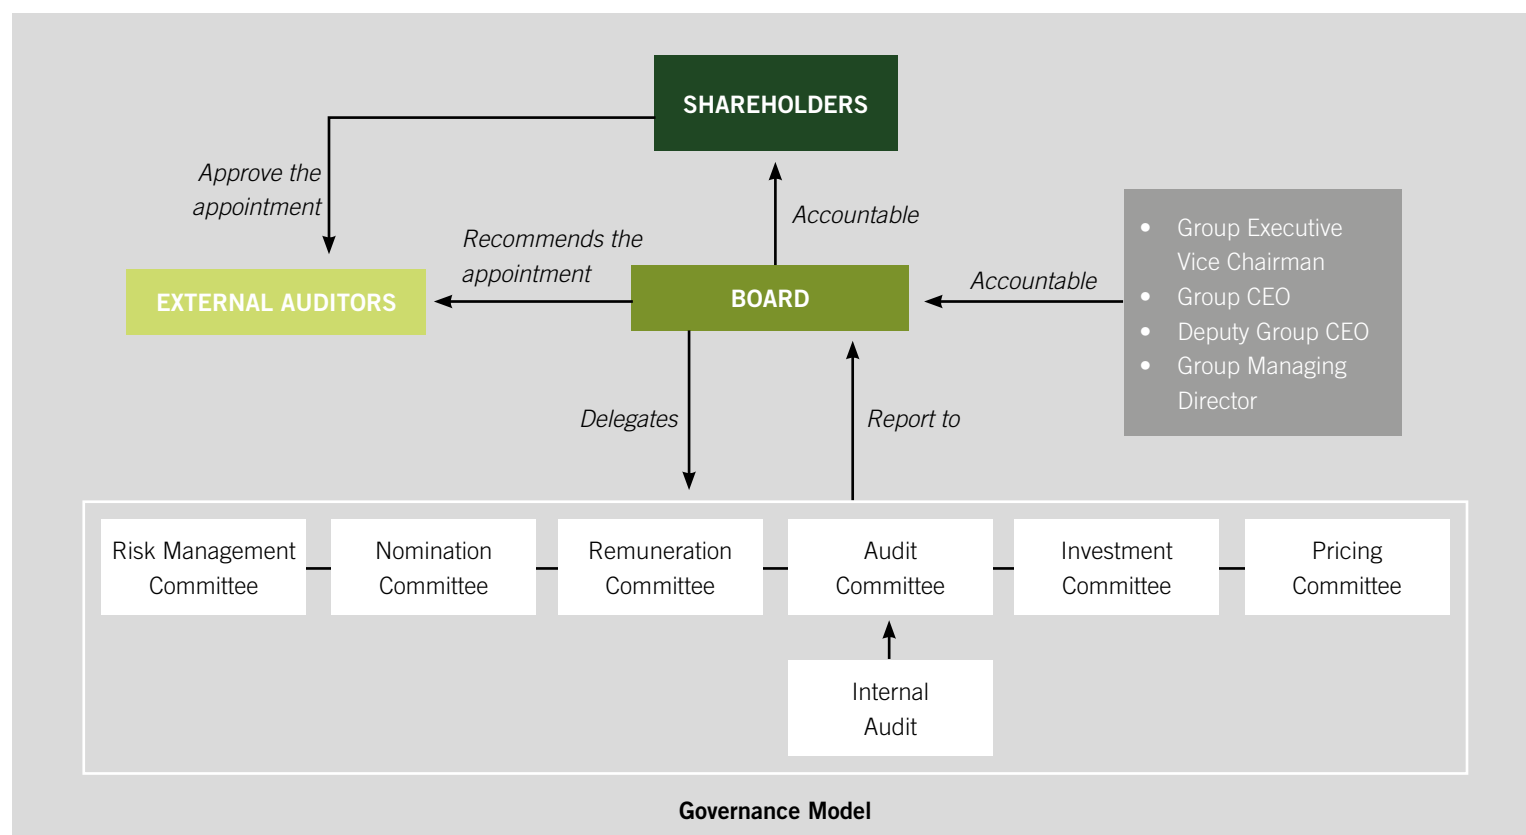 SHAREHOLDERS
Approve the
appointment
Accountable
Recommends the
appointment
EXTERNAL AUDITORS
BOARD
Accountable
• Group Executive
Vice Chairman
• Group CEO
• Deputy Group CEO
• Group Managing
Director
Delegates
Report to
Risk Management
Committee
Nomination
Committee
Remuneration
Committee
Audit
Committee
Investment
Committee
Pricing
Committee
Internal
Audit
Governance Model